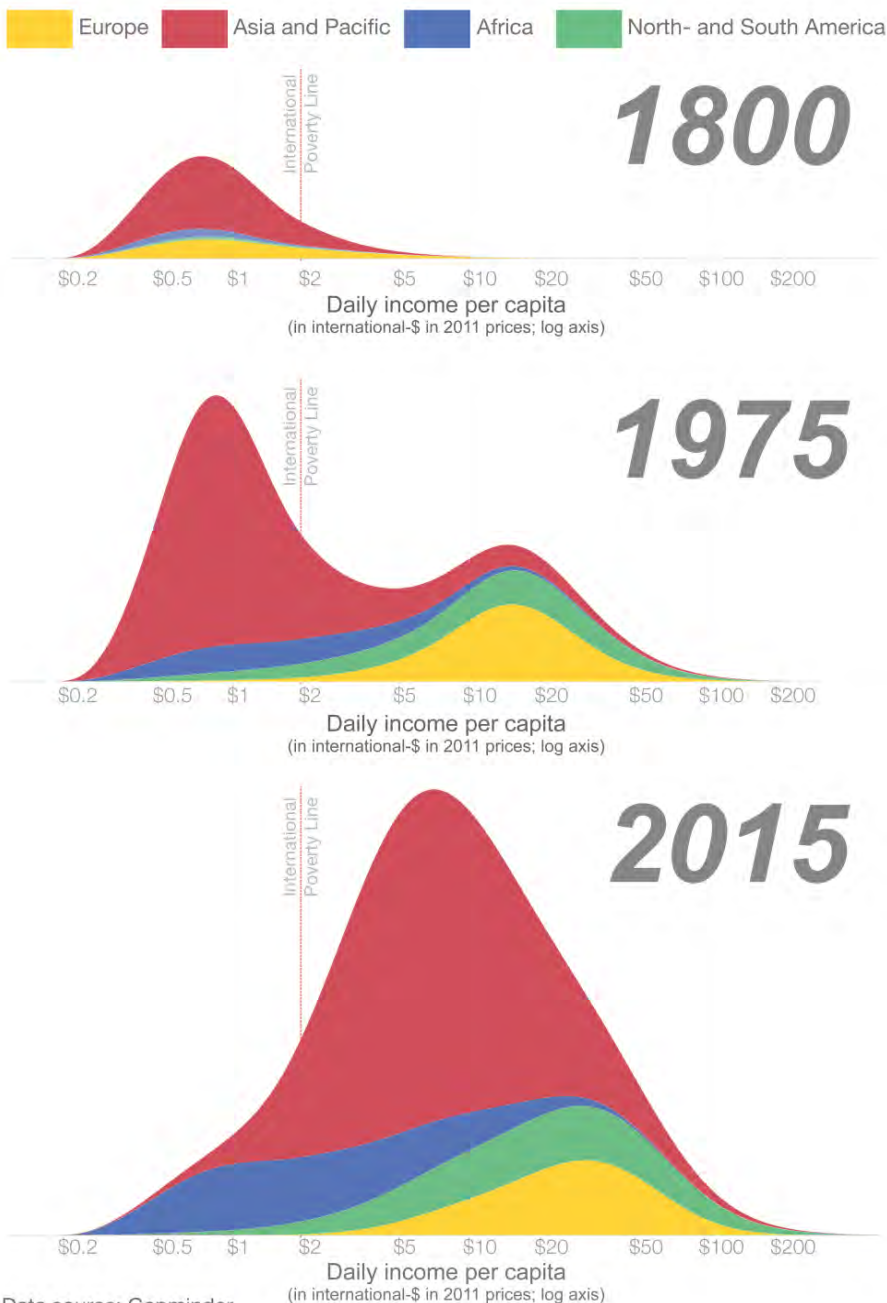 Europe Asia and Pacific Africa North- and South America
1800
International
Poverty Line
$0.2 $0.5 $1 $2 $5 $10 $20 $50 $100 $200
Daily income per capita
(in international-$ in 2011 prices; log axis)
1975
International
Poverty Line
$0.2 $0.5 $1 $2 $5 $10 $20 $50 $100 $200
Daily income per capita
(in international-$ in 2011 prices; log axis)
2015
International
Poverty Line
$0.2 $0.5 $1 $2 $5 $10 $20 $50 $100 $200
Daily income per capita
(in international-$ in 2011 prices; log axis)
Data source: Gapminder